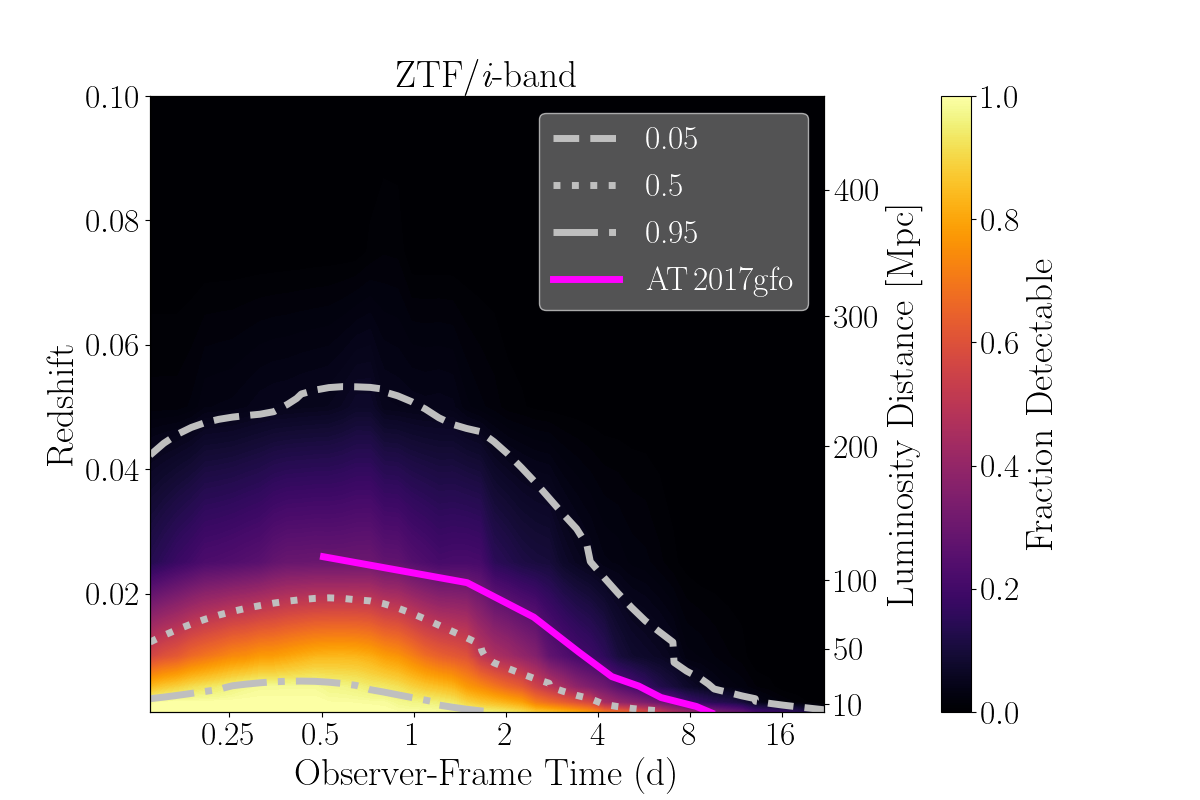 ZTF/i-band
0.10
0.08
0.06
0.04
0.02
Redshift
0.05
0.5
0.95
AT 2017gfo
400
300
200
100
50
10
Luminosity Distance [Mpc]
1.0
0.8
0.6
0.4
0.2
0.0
Fraction Detectable
0.25 0.5 1 2 4 8 16
Observer-Frame Time (d)